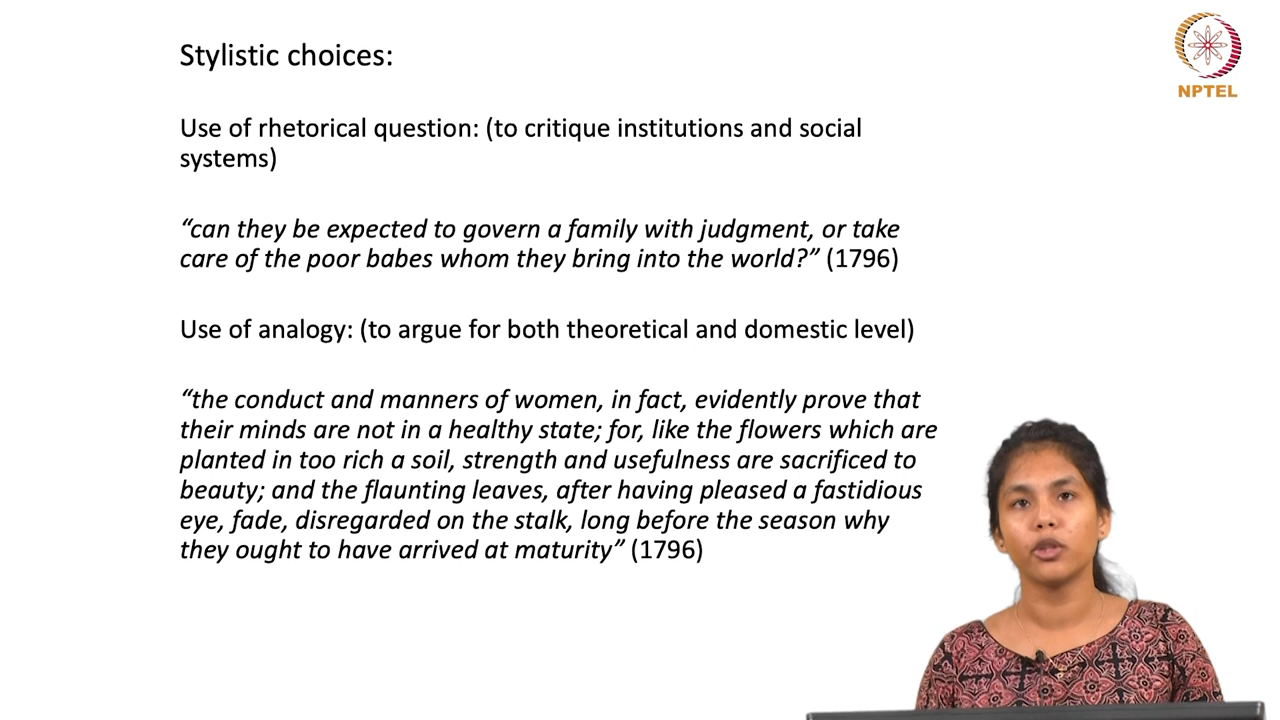 Stylistic choices:
NPTEL
Use of rhetorical question: (to critique institutions and social
systems)
“can they be expected to govern a family with judgment, or take
care of the poor babes whom they bring into the world?” (1796)
Use of analogy: (to argue for both theoretical and domestic level)
“the conduct and manners of women, in fact, evidently prove that
their minds are not in a healthy state; for, like the flowers which are
planted in too rich a soil, strength and usefulness are sacrificed to
beauty; and the flaunting leaves, after having pleased a fastidious
eye, fade, disregarded on the stalk, long before the season why
they ought to have arrived at maturity” (1796)